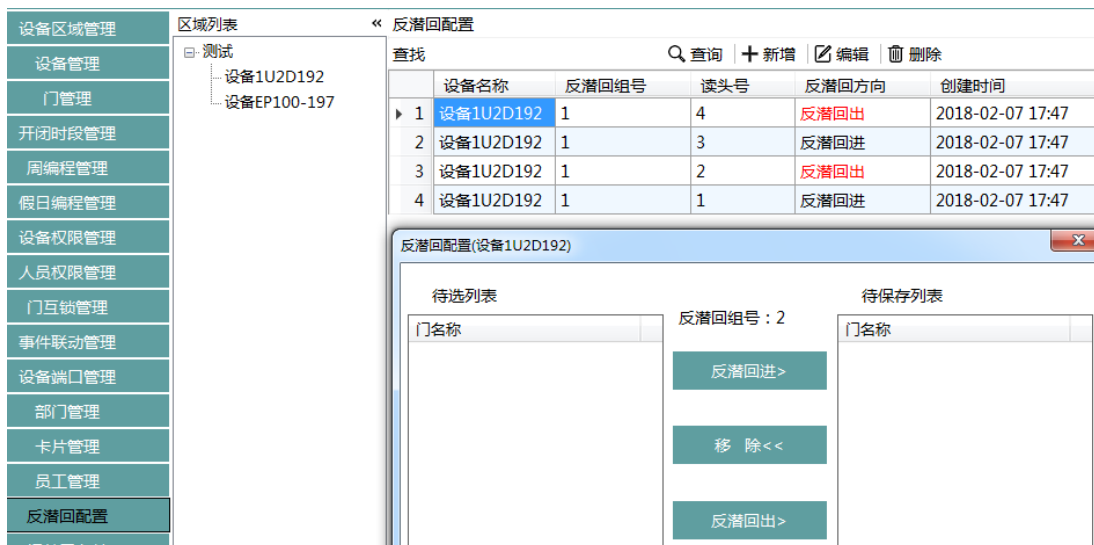 设备区域管理
设备管理
门管理
开闭时段管理
周编程管理
假日编程管理
设备权限管理
人员权限管理
门互锁管理
事件联动管理
设备端口管理
部门管理
卡片管理
员工管理
反潜回配置
区域列表 «
测试
设备1U2D192
设备EP100-197
反潜回配置
查找 查询 新增 编辑 删除
设备名称 反潜回组号 读头号 反潜回方向 创建时间
1 设备1U2D192 1 4 反潜回出 2018-02-07 17:47
2 设备1U2D192 1 3 反潜回进 2018-02-07 17:47
3 设备1U2D192 1 2 反潜回出 2018-02-07 17:47
4 设备1U2D192 1 1 反潜回进 2018-02-07 17:47
反潜回配置(设备1U2D192)
待选列表 待保存列表
门名称 反潜回组号：2 门名称
反潜回进>
移 除<<
反潜回出>